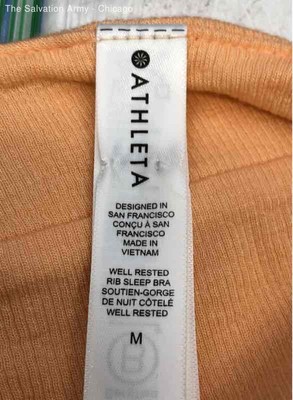 The Salvation Army - Chicago
ATHLETA
DESIGNED IN
SAN FRANCISCO
CONÇU À SAN
FRANCISCO
MADE IN
VIETNAM
WELL RESTED
RIB SLEEP BRA
SOUTIEN-GORGE
DE NUIT CÔTELÉ
WELL RESTED
M